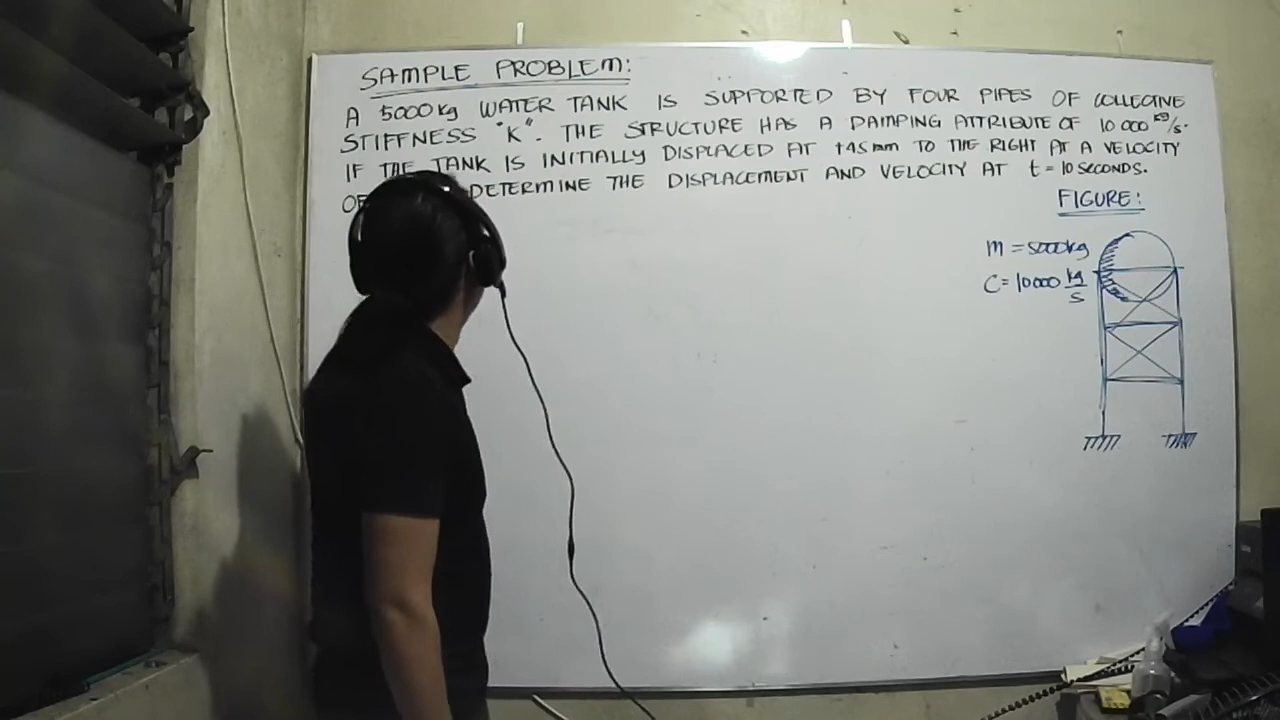 SAMPLE PROBLEM:
A 5000kg WATER TANK IS SUPPORTED BY FOUR PIPES OF COLLECTIVE
STIFFNESS "K". THE STRUCTURE HAS A DAMPING ATTRIBUTE OF 10 000 kg/s.
IF THE TANK IS INITIALLY DISPLACED AT +45mm TO THE RIGHT AT A VELOCITY
OF DETERMINE THE DISPLACEMENT AND VELOCITY AT t = 10 SECONDS.
FIGURE:
m = 5000kg
C = 10000 kg/s